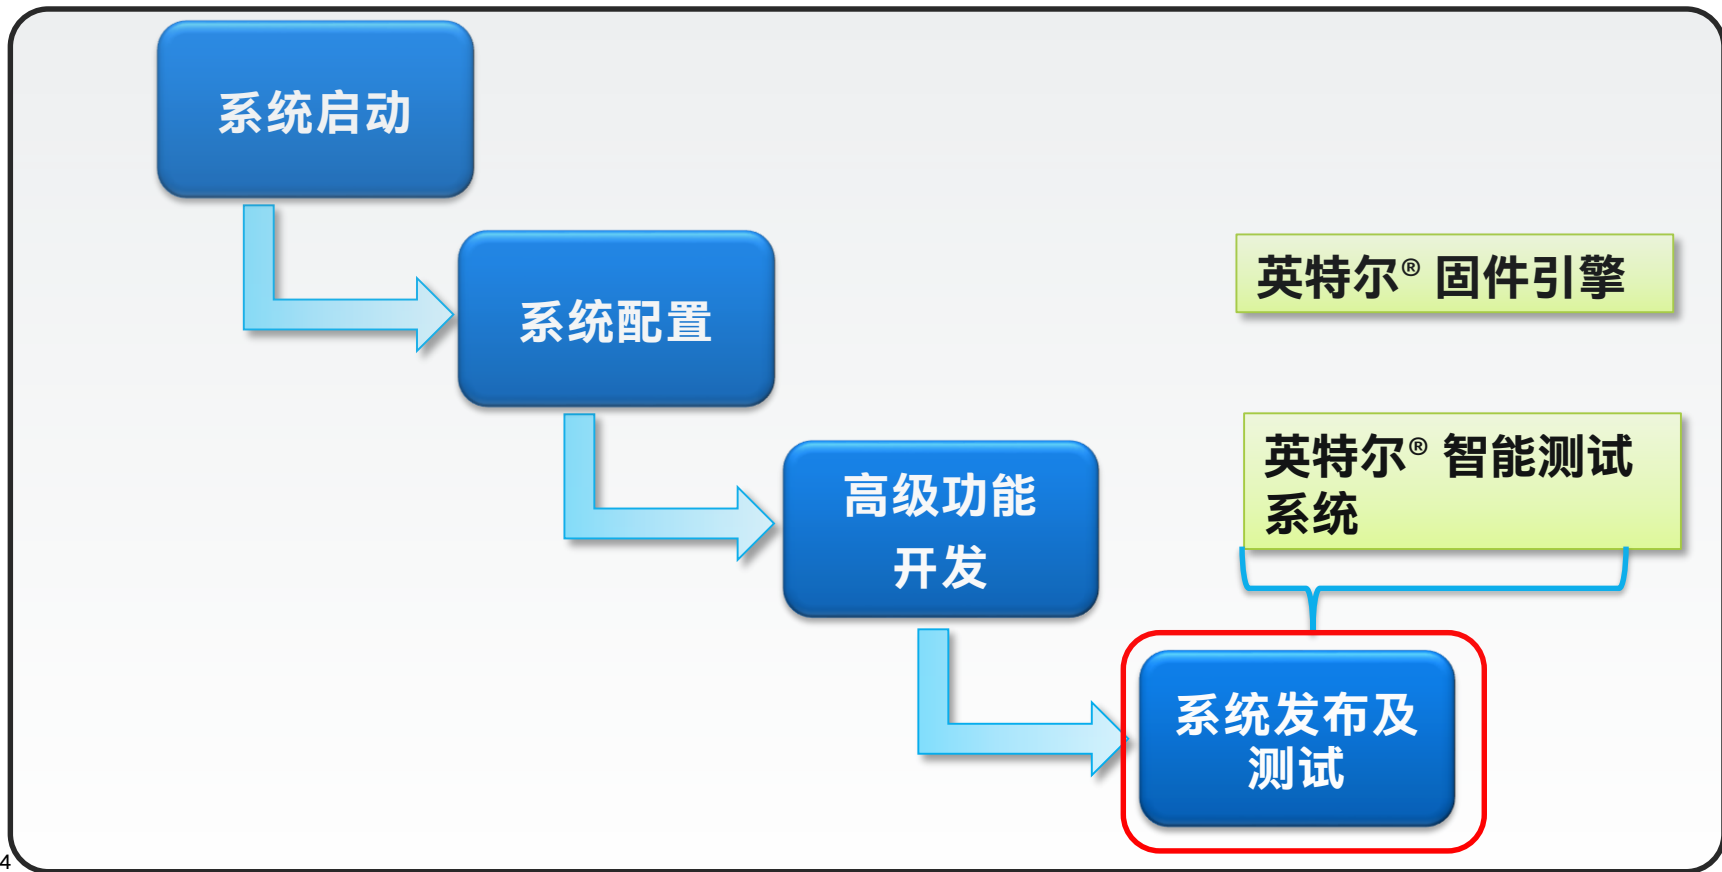 系统启动
系统配置
英特尔® 固件引擎
英特尔® 智能测试
系统
高级功能
开发
系统发布及
测试
4